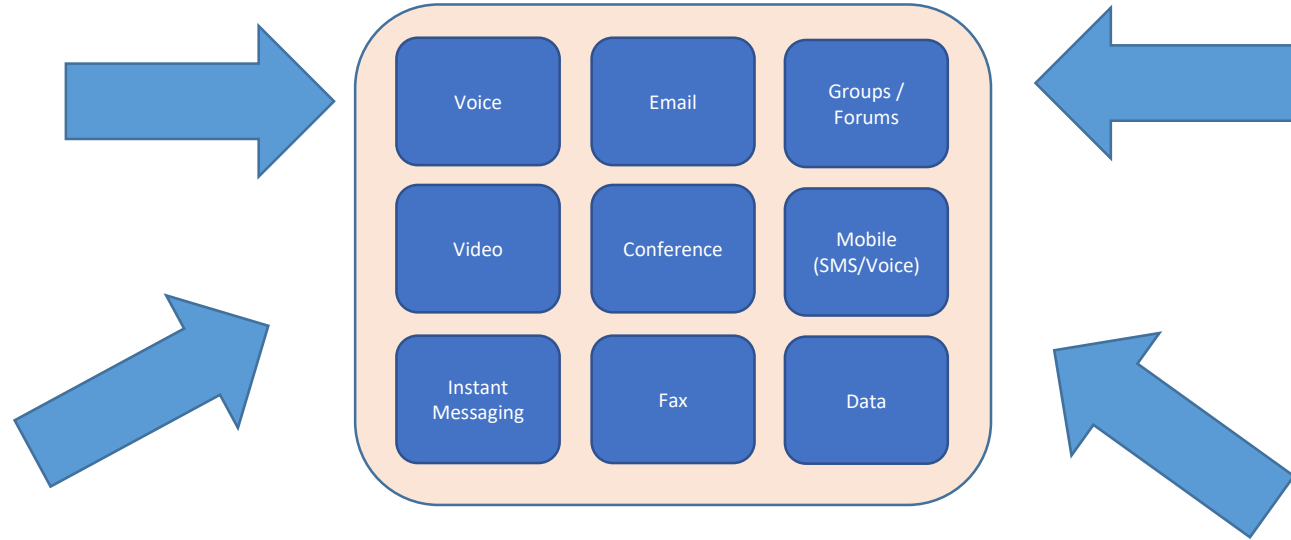 Voice
Email
Groups /
Forums
Video
Conference
Mobile
(SMS/Voice)
Instant
Messaging
Fax
Data